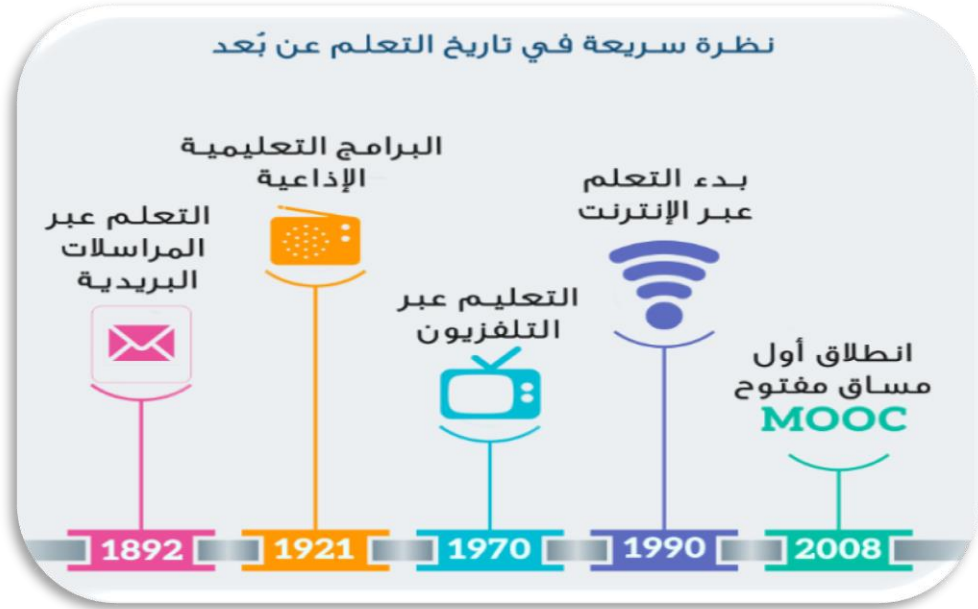 نظرة سريعة في تاريخ التعلم عن بُعد
التعلم عبر
المراسلات
البريدية
1892
البرامج التعليمية
الإذاعية
1921
التعليم عبر
التلفزيون
1970
بدء التعلم
عبر الإنترنت
1990
انطلاق أول
مساق مفتوح
MOOC
2008